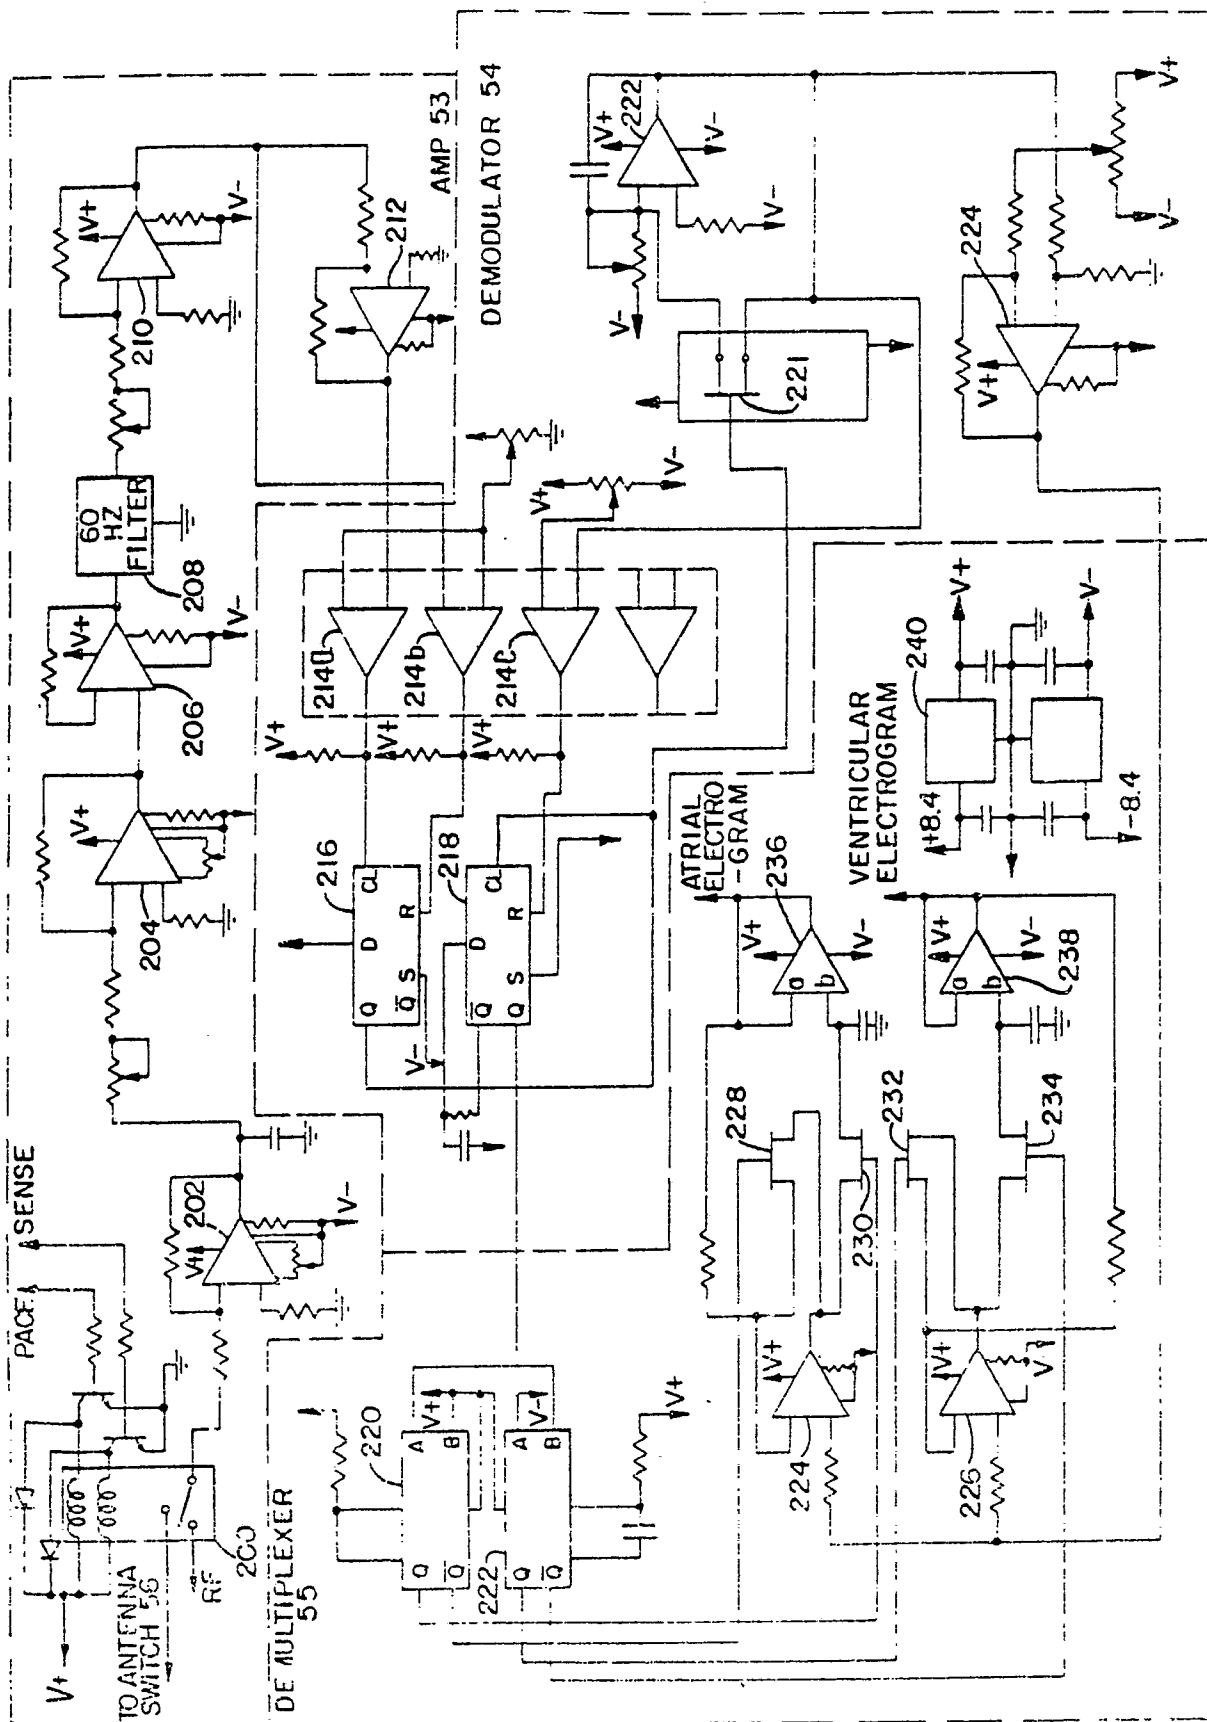 PACE
SENSE
V+
TO ANTENNA
SWITCH 56
RF
200
V+
202
V-
V+
204
V+
206
V-
60
HZ
FILTER
208
V+
210
V-
212
AMP 53
DEMODULATOR 54
V+
222
V-
V-
V-
221
224
V+
V-
V+
214a
214b
214c
V+
V-
V+
V+
V+
216
Q
D
CL
Q
S
R
V-
218
Q
D
CL
Q
S
R
DE MULTIPLEXER
55
220
A
B
Q
Q
V+
V-
222
A
B
Q
Q
V+
V+
224
V+
226
V
228
230
232
234
ATRIAL
ELECTRO
-GRAM
236
V+
a
b
V-
VENTRICULAR
ELECTROGRAM
V+
a
b
V-
238
240
+8.4
-8.4
V+
V-